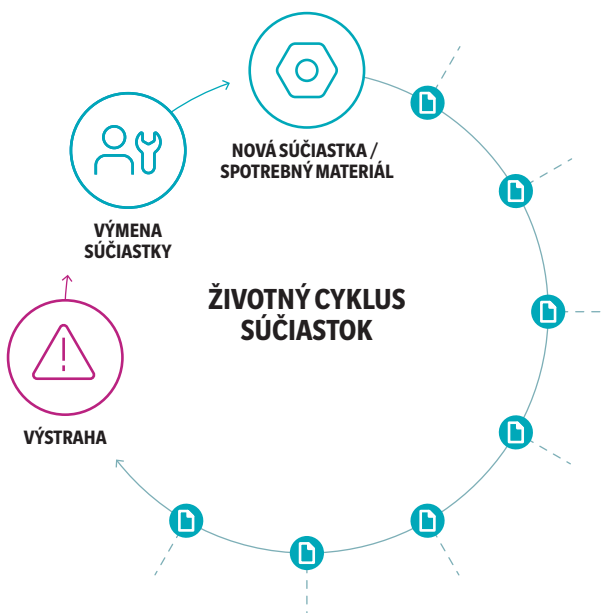 NOVÁ SÚČIASTKA /
SPOTREBNÝ MATERIÁL
VÝMENA
SÚČIASTKY
ŽIVOTNÝ CYKLUS
SÚČIASTOK
VÝSTRAHA